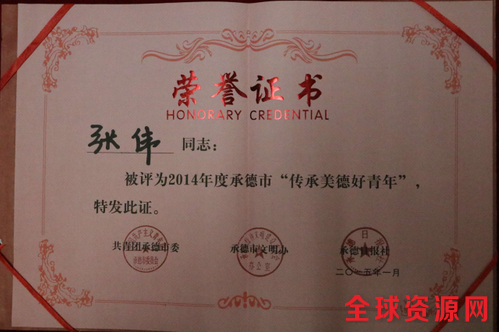 荣誉证书
HONORARY CREDENTIAL
张伟 同志：
被评为2014年度承德市“传承美德好青年”，
特发此证。
共青团承德市委 承德市文明办 承德日报社
二〇一五年一月
全球资源网